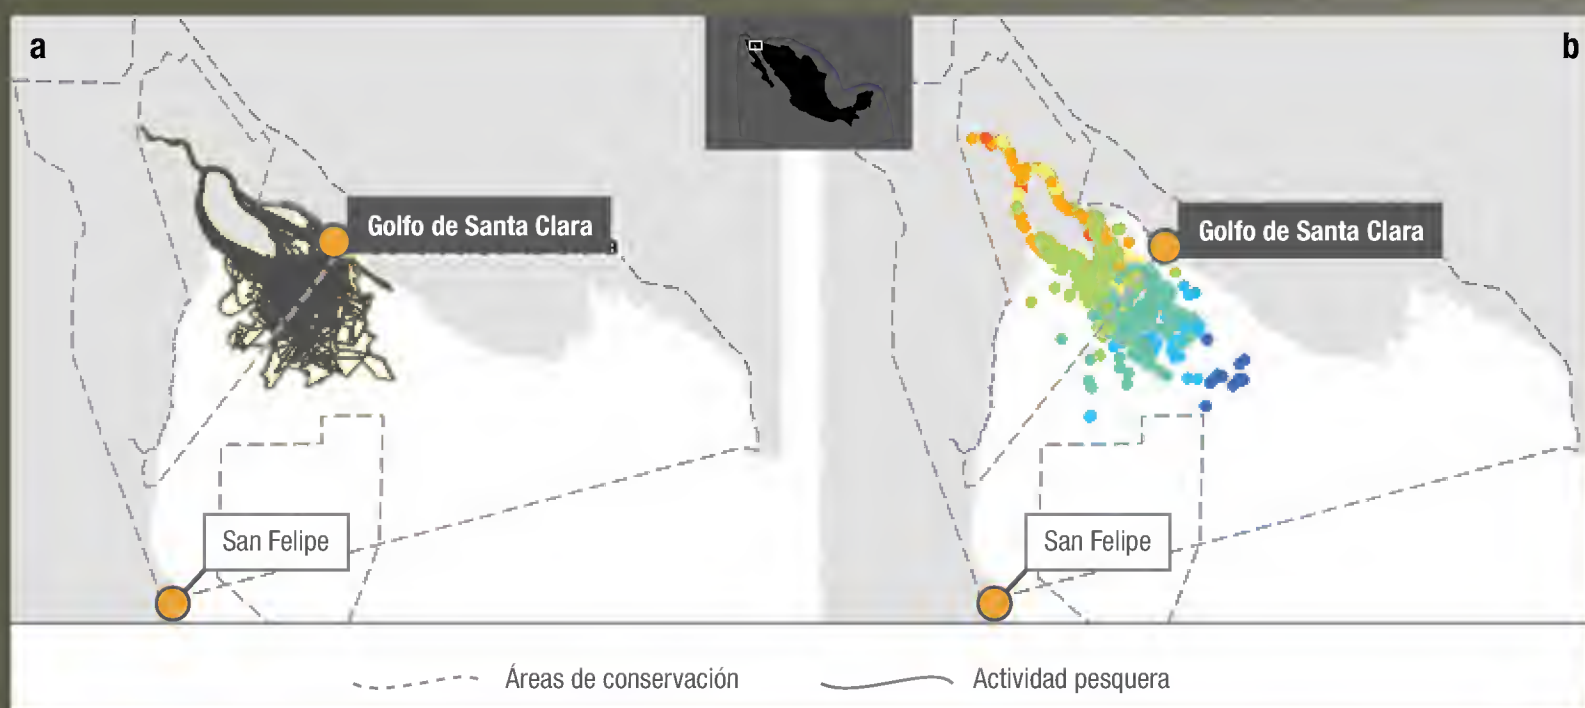 a
b
Golfo de Santa Clara
Golfo de Santa Clara
San Felipe
San Felipe
Áreas de conservación
Actividad pesquera